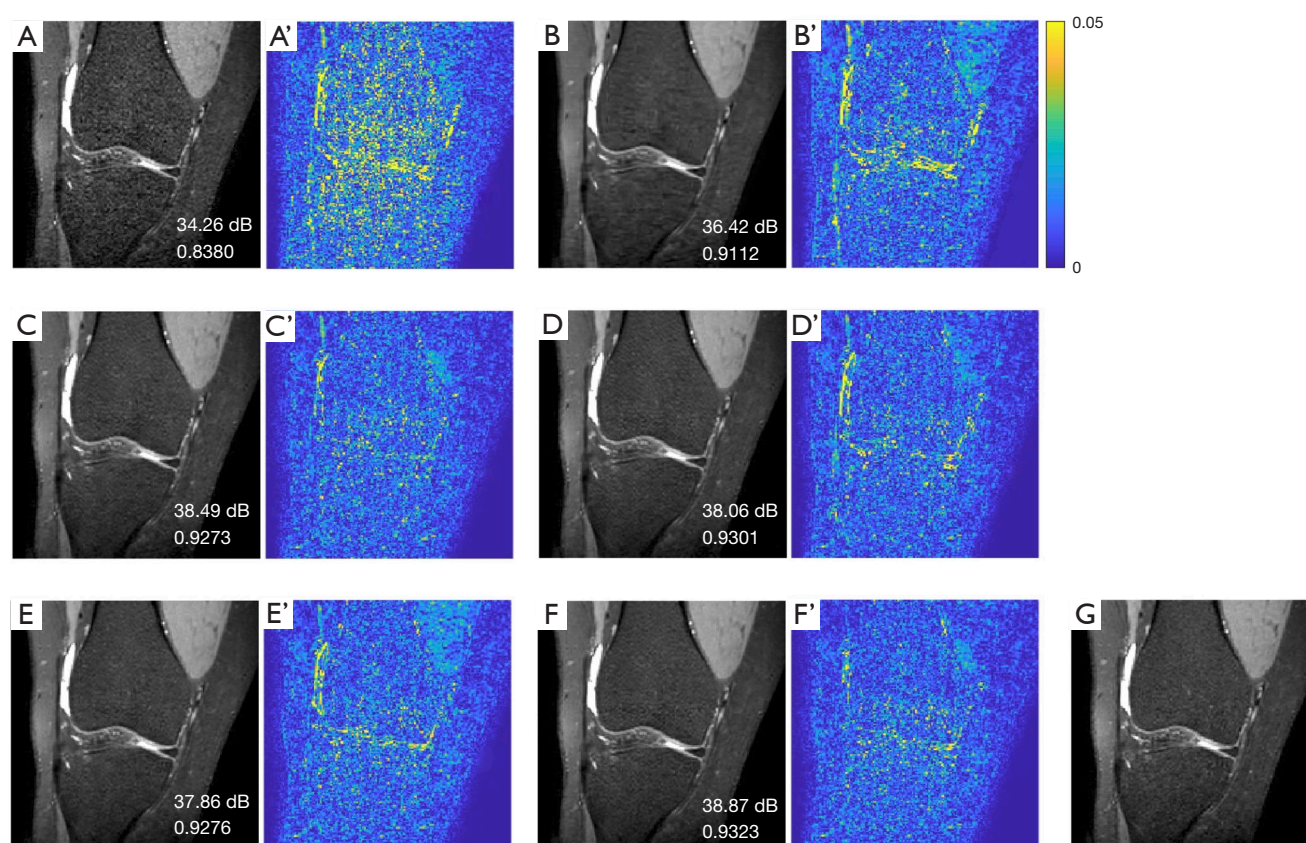 A
A'
B
B'
0.05
0
34.26 dB
0.8380
36.42 dB
0.9112
C
C'
D
D'
38.49 dB
0.9273
38.06 dB
0.9301
E
E'
F
F'
G
37.86 dB
0.9276
38.87 dB
0.9323